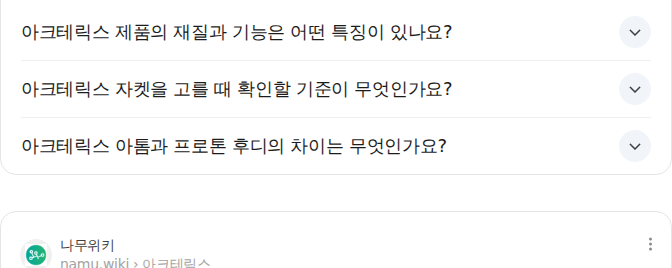 아크테릭스 제품의 재질과 기능은 어떤 특징이 있나요?
아크테릭스 자켓을 고를 때 확인할 기준이 무엇인가요?
아크테릭스 아톰과 프로톤 후디의 차이는 무엇인가요?
나무위키
namu.wiki › 아크테릭스